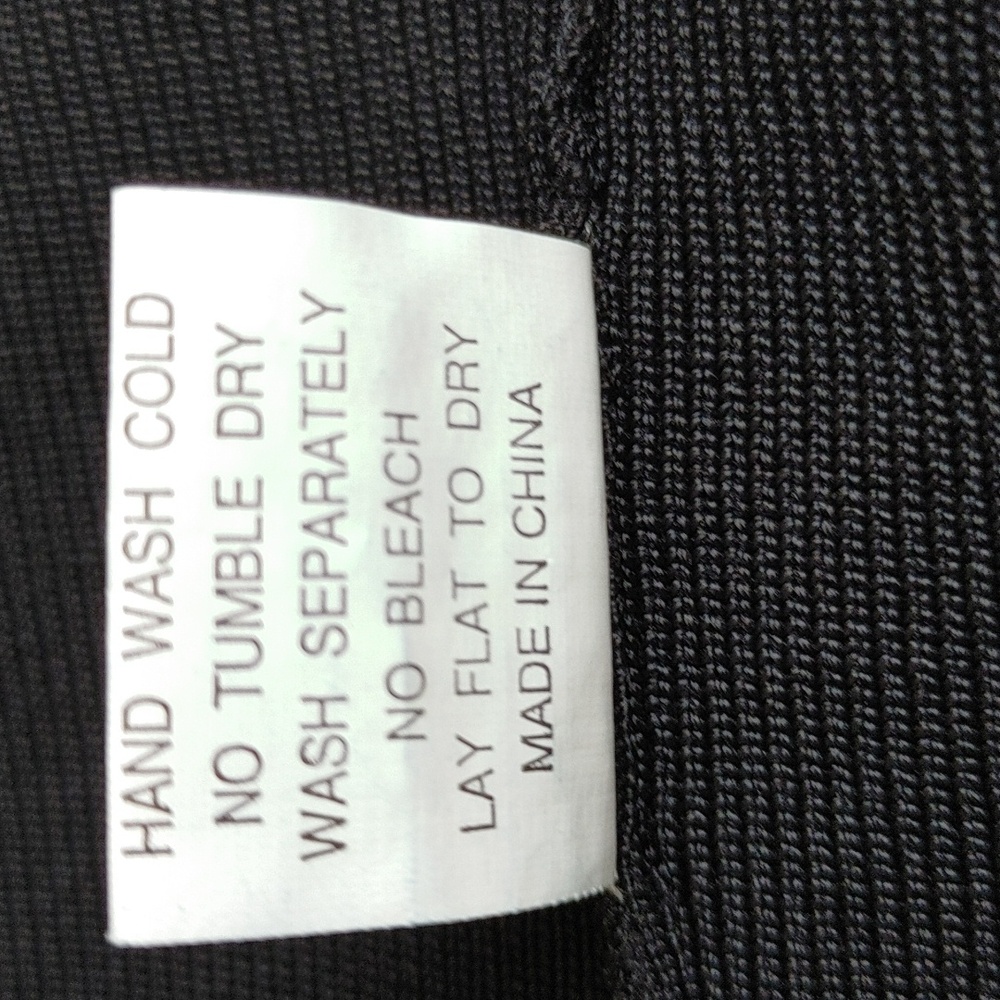 HAND WASH COLD
NO TUMBLE DRY
WASH SEPARATELY
NO BLEACH
LAY FLAT TO DRY
MADE IN CHINA